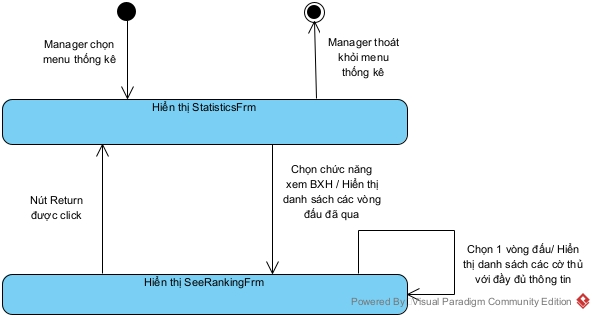 Manager chọn
menu thống kê
Manager thoát
khỏi menu
thống kê
Hiển thị StatisticsFrm
Nút Return
được click
Chọn chức năng
xem BXH / Hiển thị
danh sách các vòng
đấu đã qua
Chọn 1 vòng đấu/ Hiển
thị danh sách các cờ thủ
với đầy đủ thông tin
Hiển thị SeeRankingFrm
Powered By Visual Paradigm Community Edition